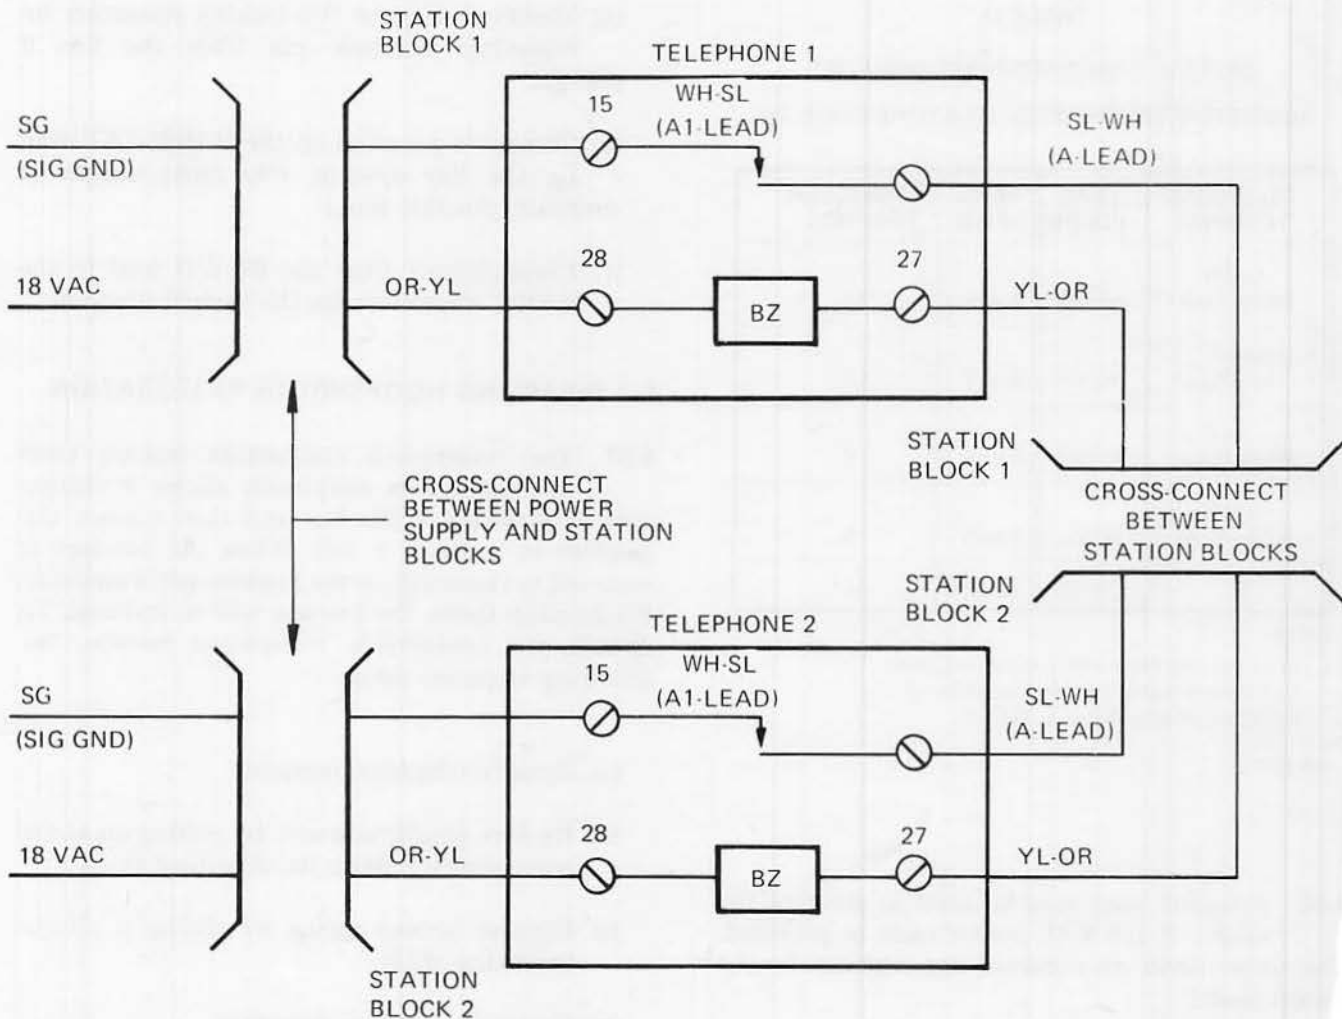 STATION
BLOCK 1
TELEPHONE 1
SG
(SIG GND)
15
WH-SL
(A1-LEAD)
SL-WH
(A-LEAD)
18 VAC
OR-YL
28
BZ
27
YL-OR
STATION
BLOCK 1
CROSS-CONNECT
BETWEEN POWER
SUPPLY AND STATION
BLOCKS
CROSS-CONNECT
BETWEEN
STATION BLOCKS
STATION
BLOCK 2
TELEPHONE 2
SG
(SIG GND)
15
WH-SL
(A1-LEAD)
SL-WH
(A-LEAD)
18 VAC
OR-YL
28
BZ
27
YL-OR
STATION
BLOCK 2